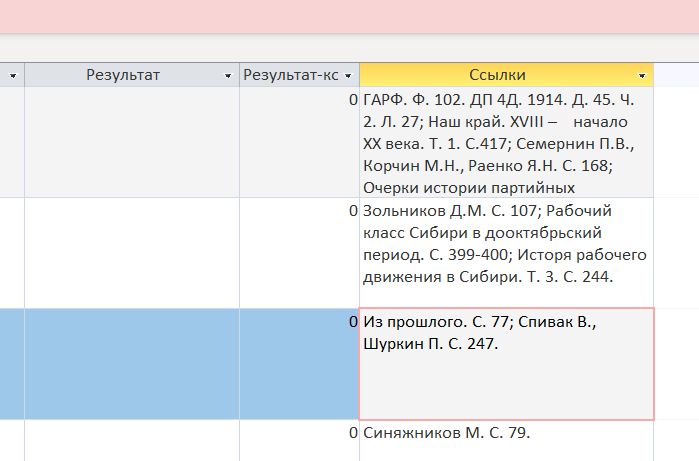 Результат Результат-кс Ссылки
0 ГАРФ. Ф. 102. ДП 4Д. 1914. Д. 45. Ч.
2. Л. 27; Наш край. XVIII – начало
XX века. Т. 1. С.417; Семернин П.В.,
Корчин М.Н., Раенко Я.Н. С. 168;
Очерки истории партийных
0 Зольников Д.М. С. 107; Рабочий
класс Сибири в дооктябрьский
период. С. 399-400; Исторя рабочего
движения в Сибири. Т. 3. С. 244.
0 Из прошлого. С. 77; Спивак В.,
Шуркин П. С. 247.
0 Синяжников М. С. 79.